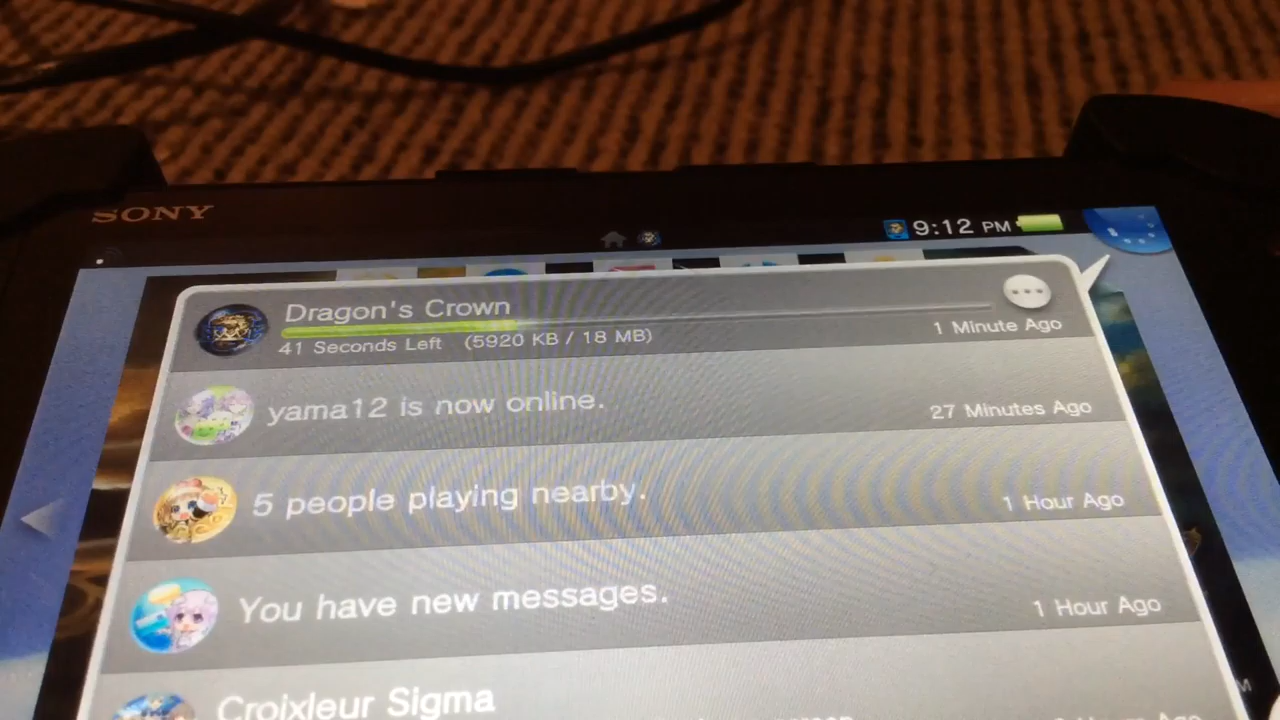 SONY
9:12 PM
Dragon's Crown
41 Seconds Left (5920 KB / 18 MB)
1 Minute Ago
yama12 is now online.
27 Minutes Ago
5 people playing nearby.
1 Hour Ago
You have new messages.
1 Hour Ago
Croixleur Sigma